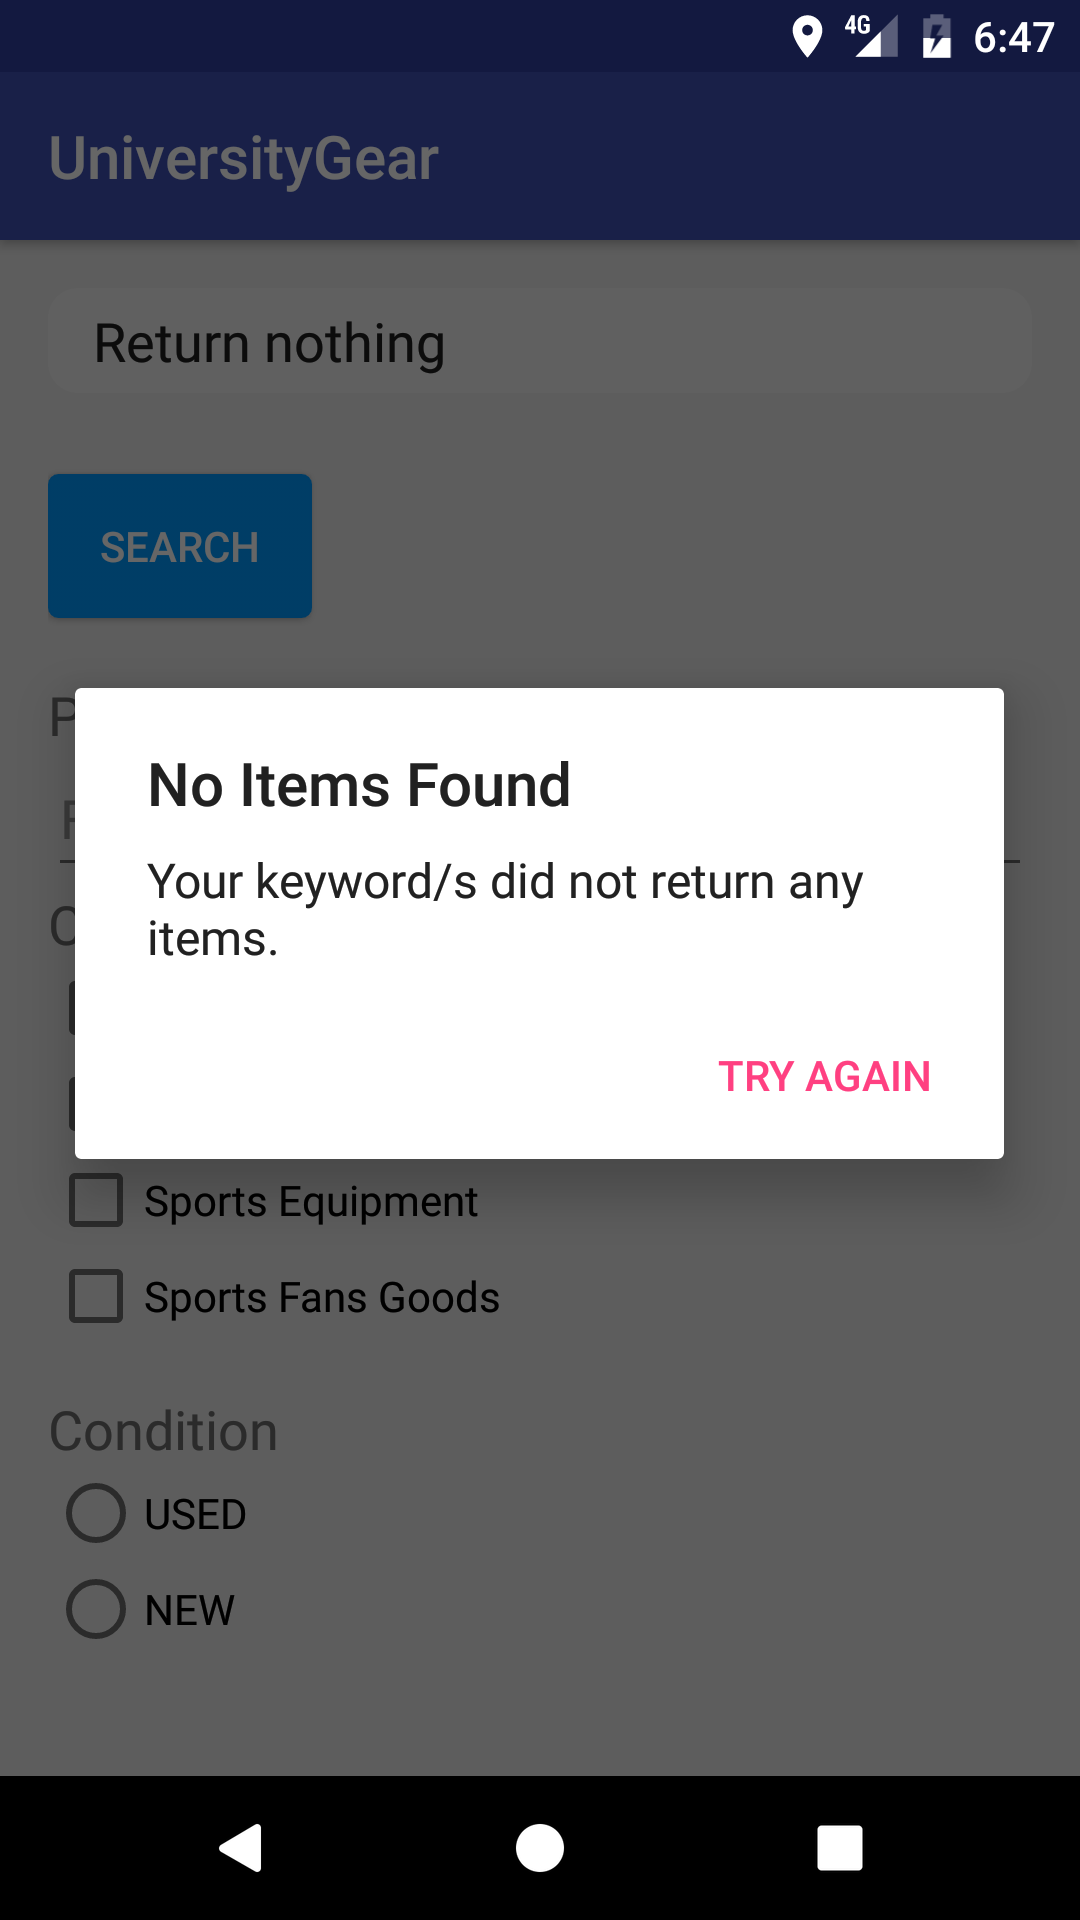 4G 6:47
UniversityGear
Return nothing
SEARCH
No Items Found
Your keyword/s did not return any
items.
TRY AGAIN
Sports Equipment
Sports Fans Goods
Condition
USED
NEW